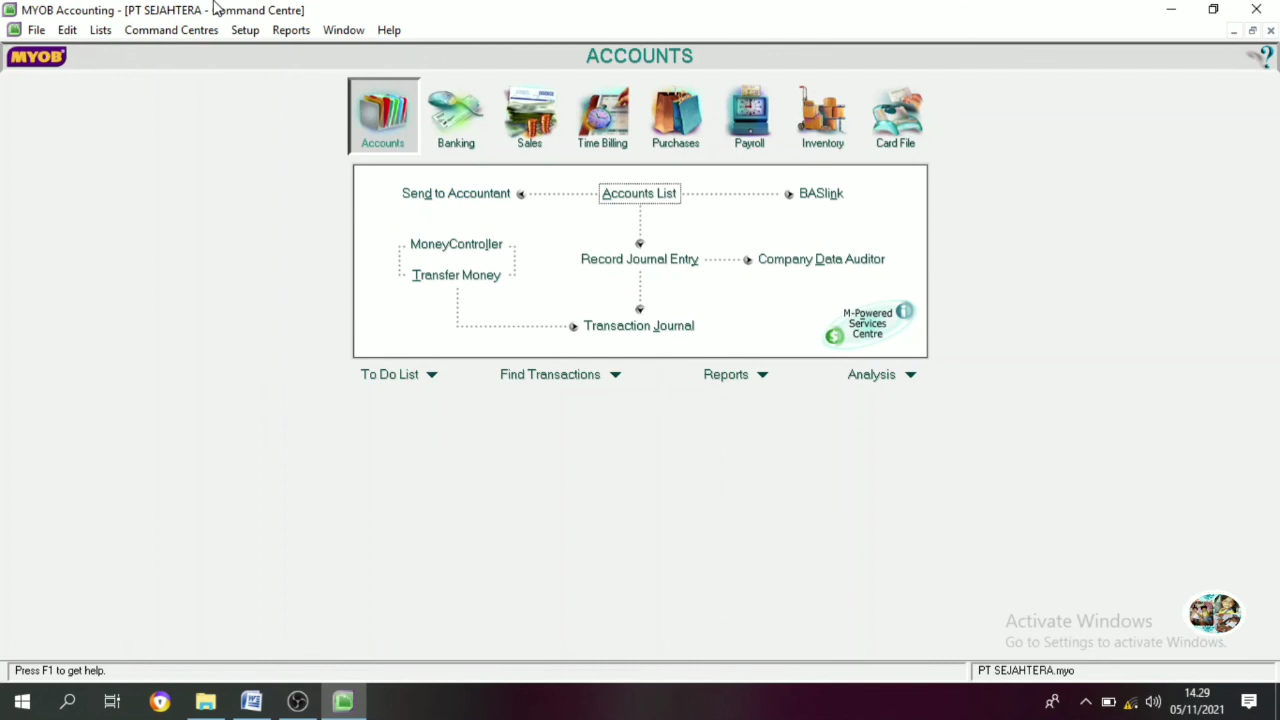 MYOB Accounting - [PT SEJAHTERA - Command Centre]
File Edit Lists Command Centres Setup Reports Window Help
MYOB
ACCOUNTS
Accounts Banking Sales Time Billing Purchases Payroll Inventory Card File
Send to Accountant Accounts List BASlink
MoneyController
Record Journal Entry Company Data Auditor
Transfer Money
M-Powered
Services
Centre
Transaction Journal
To Do List Find Transactions Reports Analysis
Activate Windows
Go to Settings to activate Windows.
Press F1 to get help. PT SEJAHTERA.myo
14.29
05/11/2021